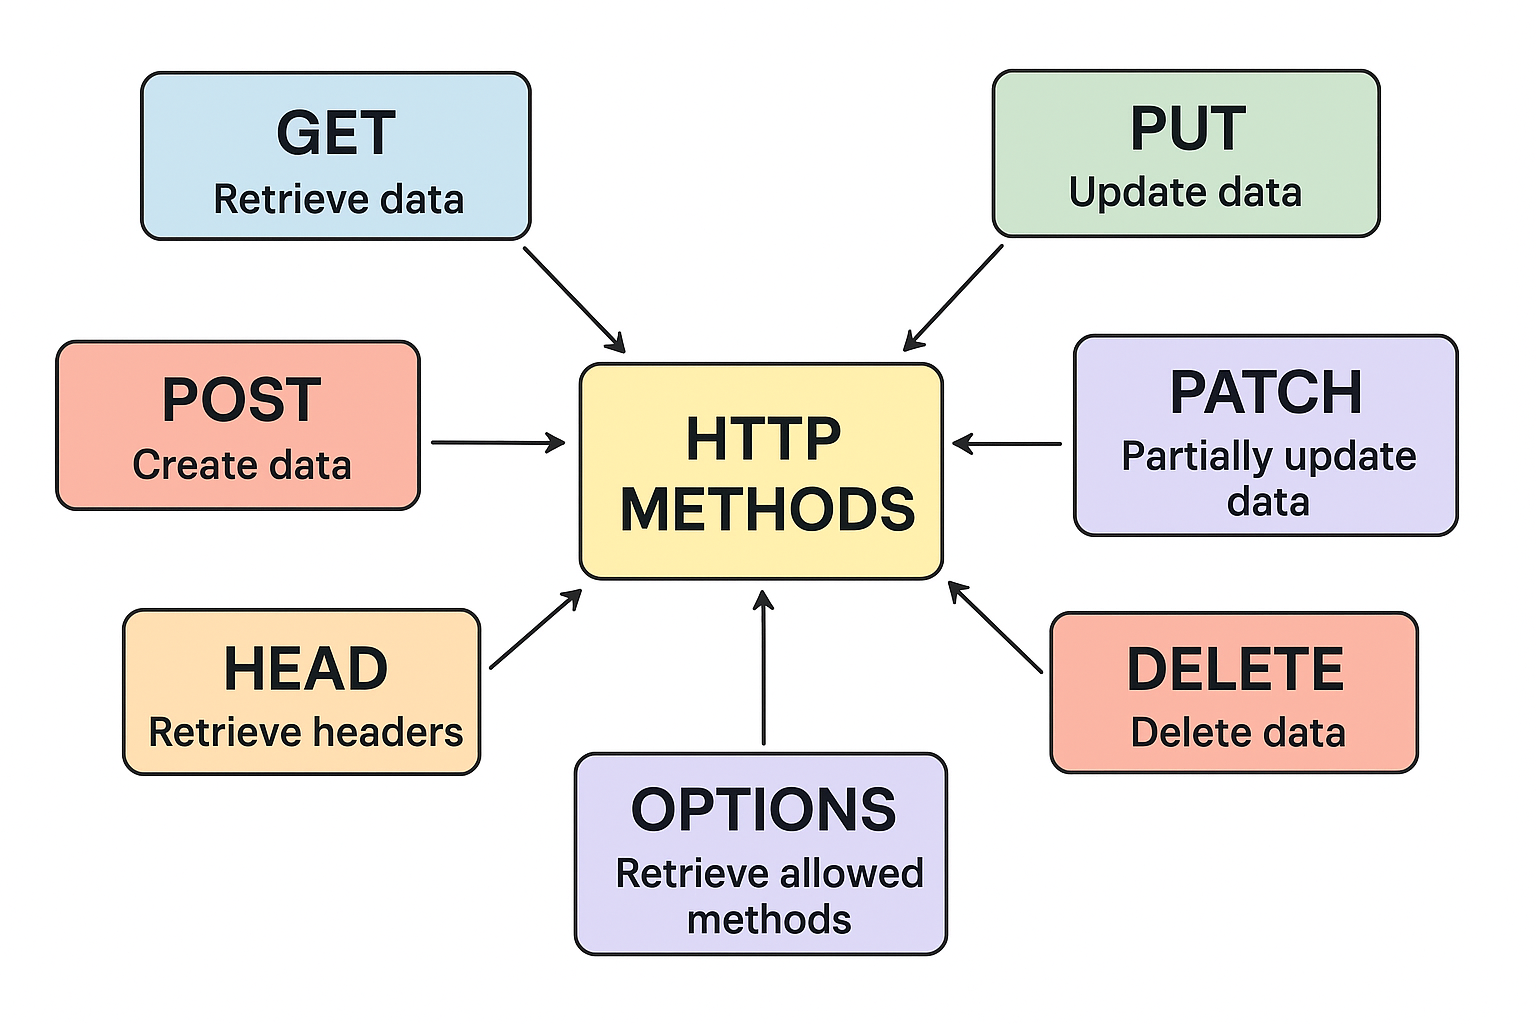 GET
Retrieve data
PUT
Update data
POST
Create data
HTTP
METHODS
PATCH
Partially update
data
HEAD
Retrieve headers
DELETE
Delete data
OPTIONS
Retrieve allowed
methods